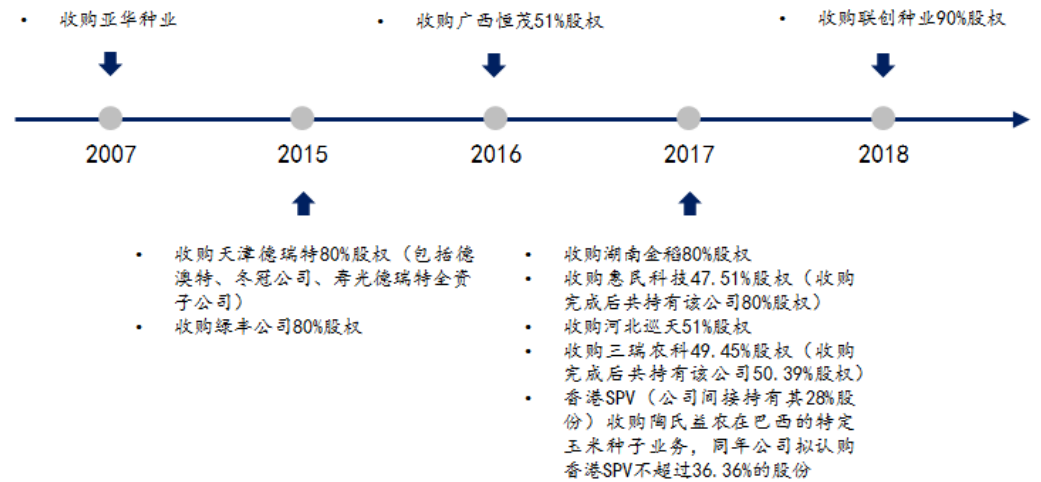 • 收购亚华种业
• 收购广西恒茂51%股权
• 收购联创种业90%股权
2007
2015
2016
2017
2018
• 收购天津德瑞特80%股权（包括德
澳特、冬冠公司、寿光德瑞特全资
子公司）
• 收购绿丰公司80%股权
• 收购湖南金稻80%股权
• 收购惠民科技47.51%股权（收购
完成后共持有该公司80%股权）
• 收购河北巡天51%股权
• 收购三瑞农科49.45%股权（收购
完成后共持有该公司50.39%股权）
• 香港SPV（公司间接持有其28%股
份）收购陶氏益农在巴西的特定
玉米种子业务，同年公司拟认购
香港SPV不超过36.36%的股份